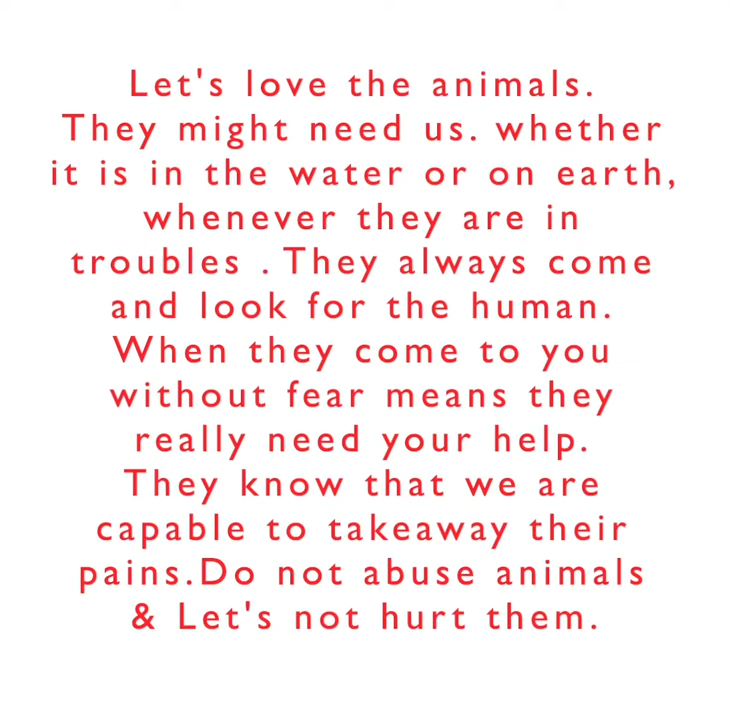 Let's love the animals.
They might need us. whether
it is in the water or on earth,
whenever they are in
troubles . They always come
and look for the human.
When they come to you
without fear means they
really need your help.
They know that we are
capable to takeaway their
pains.Do not abuse animals
& Let's not hurt them.